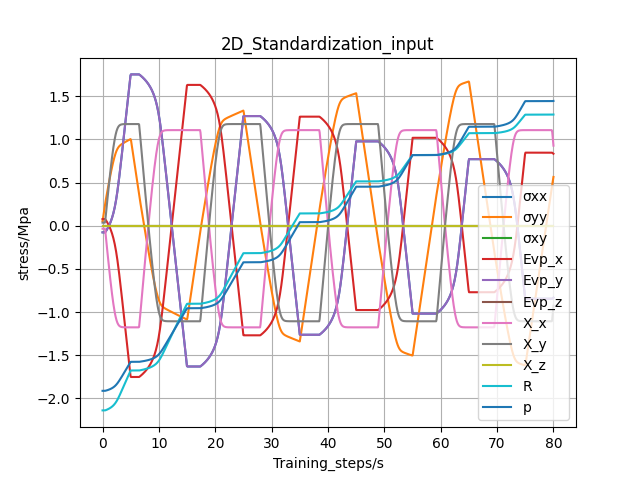 2D_Standardization_input
stress/Mpa
1.5
1.0
0.5
0.0
−0.5
−1.0
−1.5
−2.0
0 10 20 30 40 50 60 70 80
Training_steps/s
σxx
σyy
σxy
Evp_x
Evp_y
Evp_z
X_x
X_y
X_z
R
p